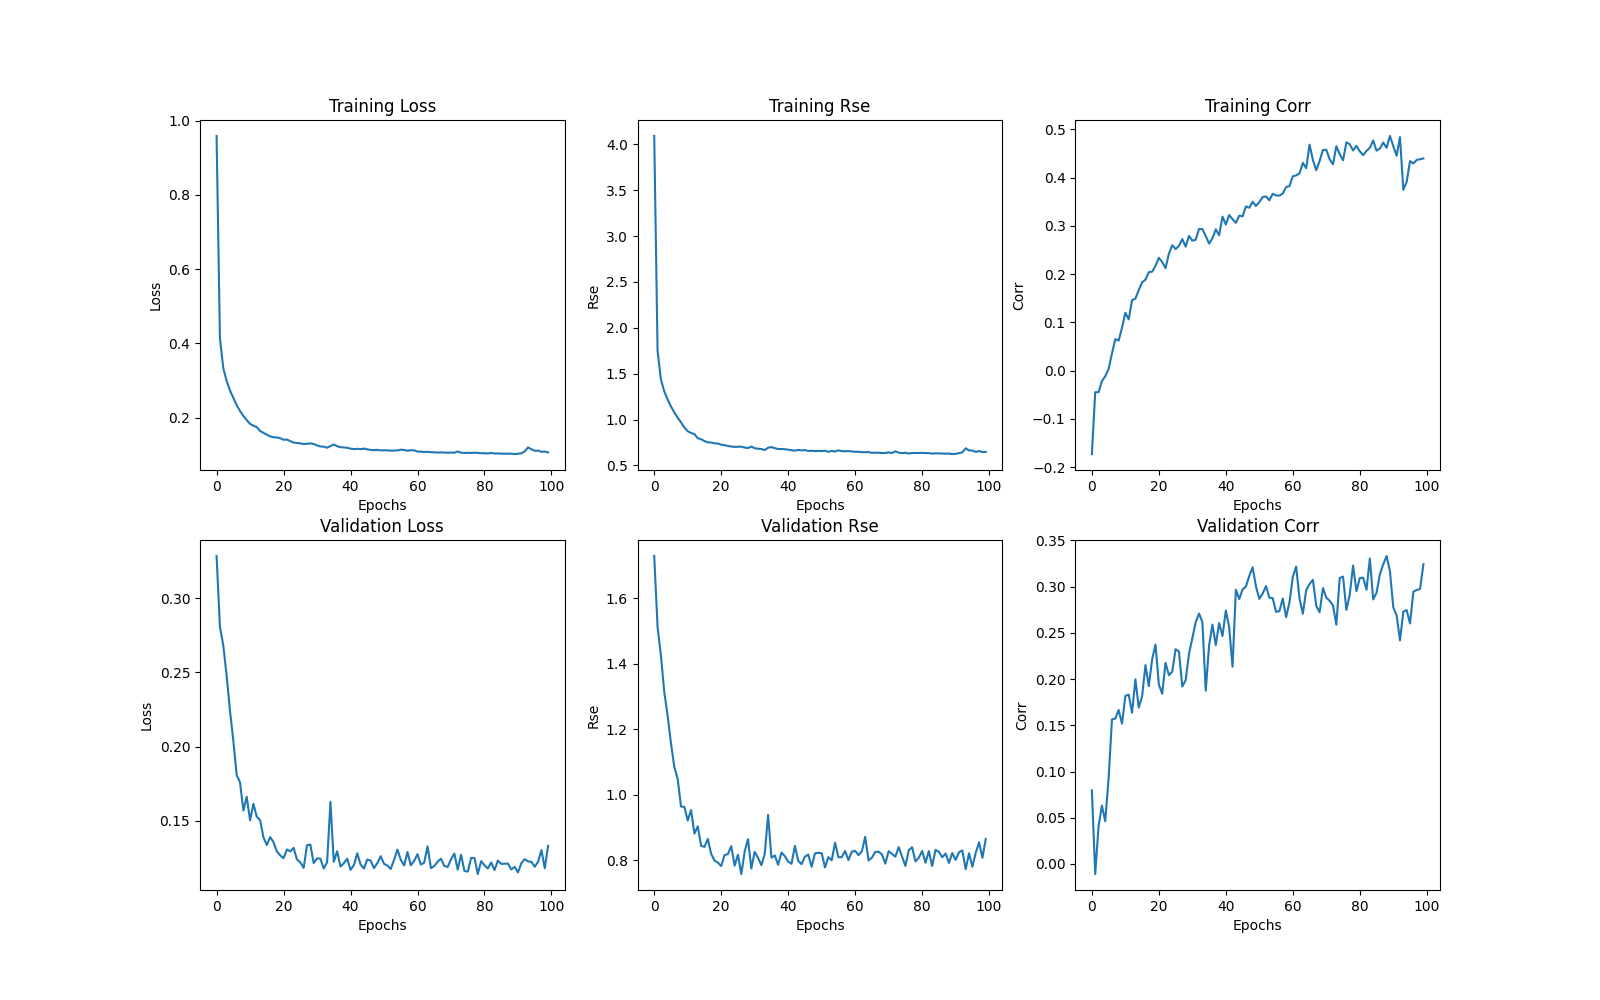 Training Loss
Loss
1.0
0.8
0.6
0.4
0.2
0 20 40 60 80 100
Epochs
Training Rse
Rse
4.0
3.5
3.0
2.5
2.0
1.5
1.0
0.5
0 20 40 60 80 100
Epochs
Training Corr
Corr
0.5
0.4
0.3
0.2
0.1
0.0
−0.1
−0.2
0 20 40 60 80 100
Epochs
Validation Loss
Loss
0.30
0.25
0.20
0.15
0 20 40 60 80 100
Epochs
Validation Rse
Rse
1.6
1.4
1.2
1.0
0.8
0 20 40 60 80 100
Epochs
Validation Corr
Corr
0.35
0.30
0.25
0.20
0.15
0.10
0.05
0.00
0 20 40 60 80 100
Epochs